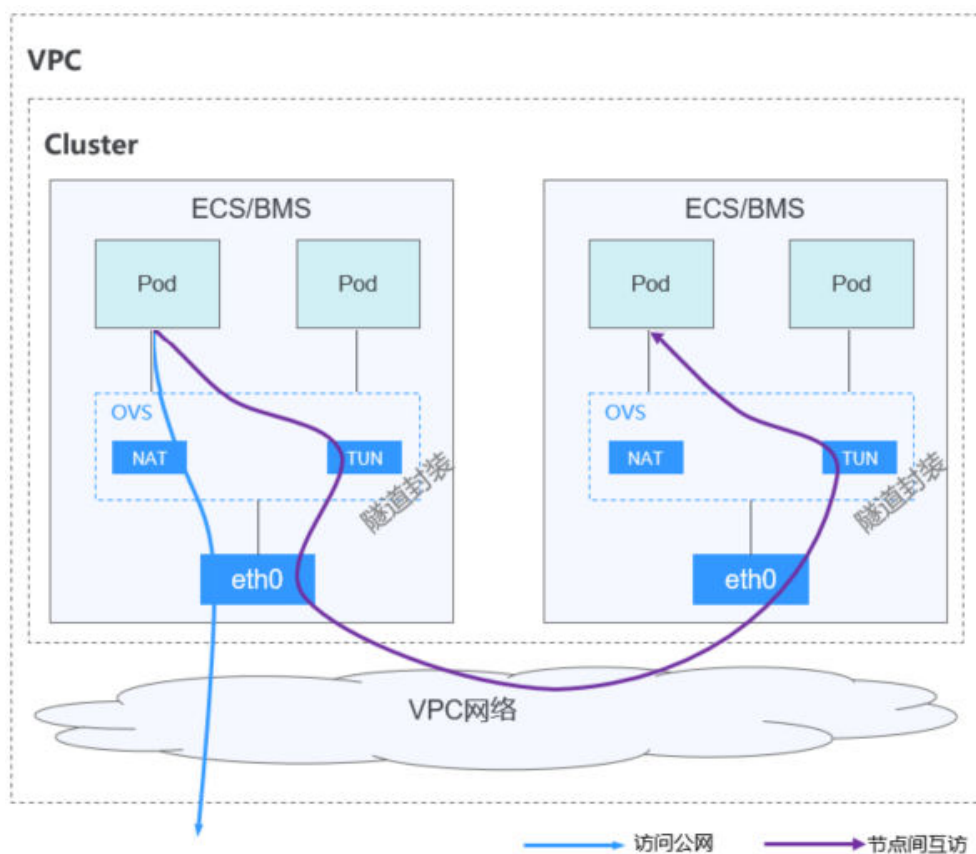 VPC
Cluster
ECS/BMS
ECS/BMS
Pod
Pod
Pod
Pod
OVS
OVS
NAT
TUN
NAT
TUN
隧道封装
隧道封装
eth0
eth0
VPC网络
访问公网
节点间互访